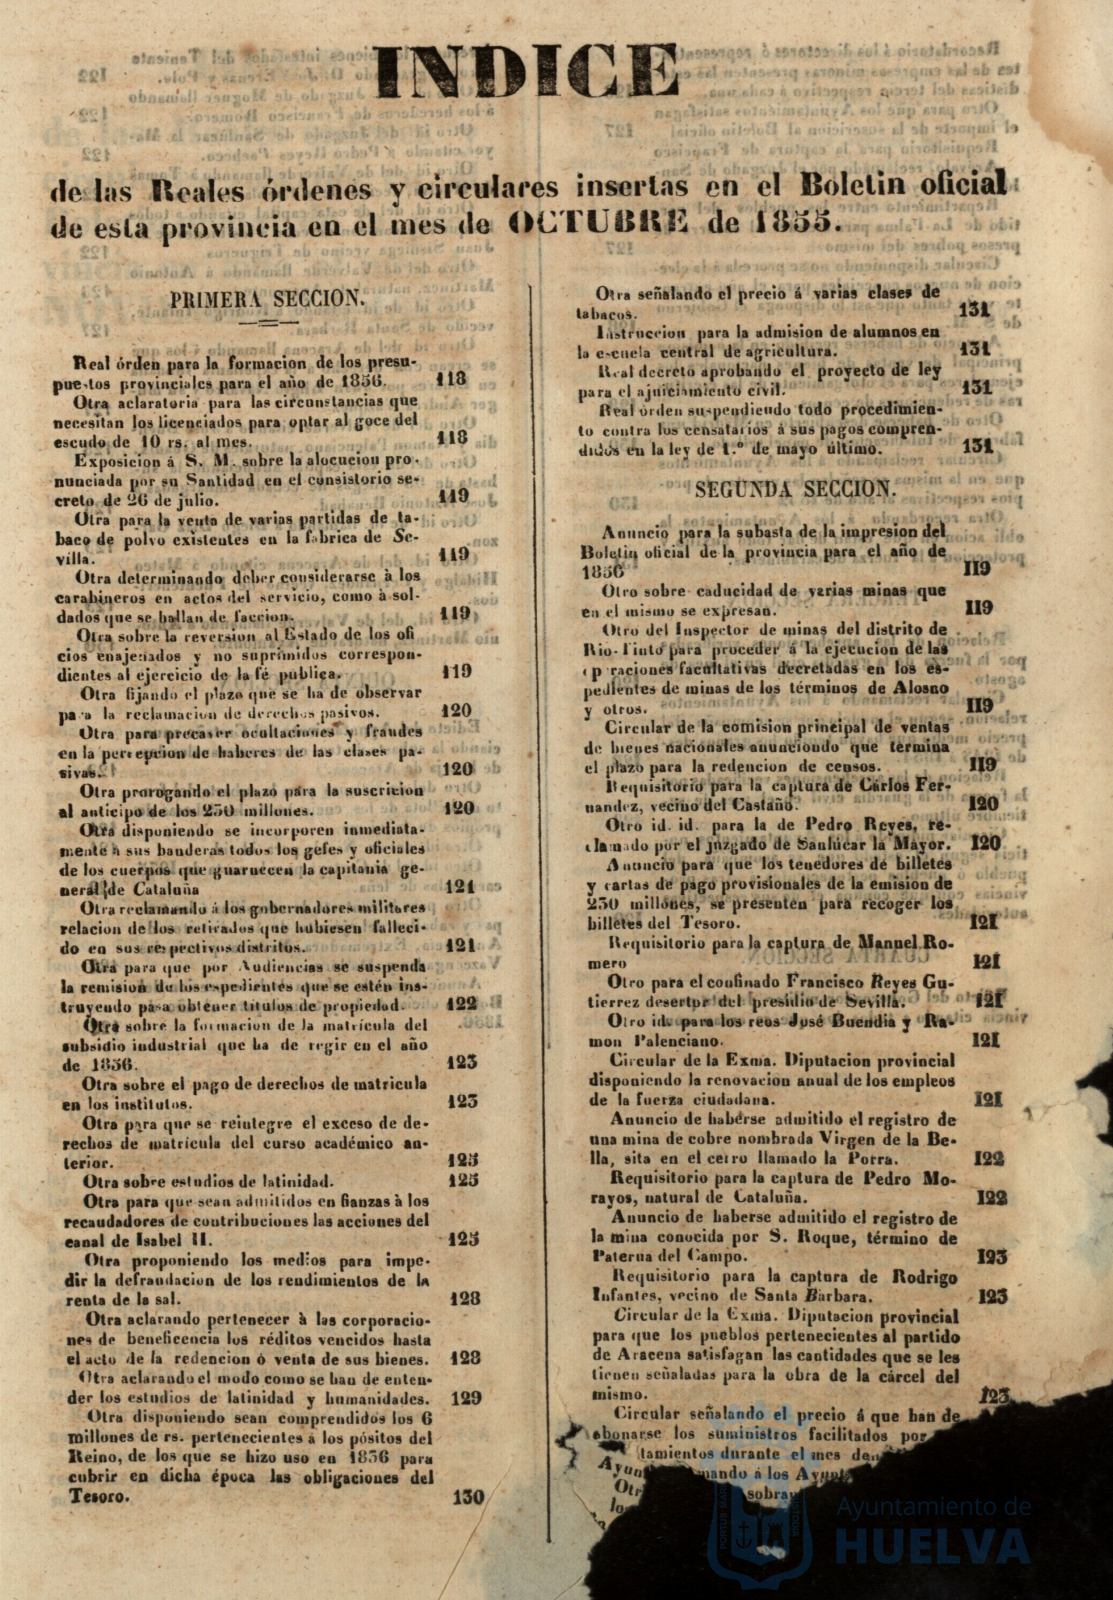 INDICE
de las Reales órdenes y circulares insertas en el Boletin oficial
de esta provincia en el mes de OCTUBRE de 1855.
PRIMERA SECCION.
Real órden para la formacion de los presu-
puestos provinciales para el año de 1856. 118
Otra aclaratoria para las circunstancias que
necesitan los licenciados para optar al goce del
escudo de 10 rs. al mes. 118
Exposicion á S. M. sobre la alocucion pro-
nunciada por su Santidad en el consistorio se-
creto de 26 de julio. 119
Otra para la venta de varias partidas de ta-
baco de polvo existentes en la fabrica de Se-
villa. 119
Otra determinando deber considerarse à los
carabineros en actos del servicio, como à sol-
dados que se hallan de faccion. 119
Otra sobre la reversion al Estado de los ofi
cios enajenados y no suprimidos correspon-
dientes al ejercicio de la fé publica. 119
Otra fijando el plazo que se ha de observar
para la reclamacion de derechos pasivos. 120
Otra para precaver ocultaciones y fraudes
en la percepcion de haberes de las clases pa-
sivas. 120
Otra prorogando el plazo para la suscricion
al anticipo de los 230 millones. 120
Otra disponiendo se incorporen inmediata-
mente à sus banderas todos los gefes y oficiales
de los cuerpos que guarnecen la capitania ge-
neral de Cataluña 121
Otra reclamando á los gobernadores militares
relacion de los retirados que hubiesen falleci-
do en sus respectivos distritos. 121
Otra para que por Audiencias se suspenda
la remision de los espedientes que se estén ins-
truyendo para obtener titulos de propiedad. 122
Otra sobre la formacion de la matrícula del
subsidio industrial que ha de regir en el año
de 1856. 123
Otra sobre el pago de derechos de matricula
en los institutos. 123
Otra para que se reintegre el exceso de de-
rechos de matrícula del curso académico an-
terior. 125
Otra sobre estudios de latinidad. 125
Otra para que sean admitidos en fianzas à los
recaudadores de contribuciones las acciones del
canal de Isabel II. 125
Otra proponiendo los medios para impe-
dir la defraudacion de los rendimientos de la
renta de la sal. 128
Otra aclarando pertenecer à las corporacio-
nes de beneficencia los réditos vencidos hasta
el acto de la redencion ó venta de sus bienes. 128
Otra aclarando el modo como se han de enten-
der los estudios de latinidad y humanidades. 129
Otra disponiendo sean comprendidos los 6
millones de rs. pertenecientes á los pósitos del
Reino, de los que se hizo uso en 1836 para
cubrir en dicha época las obligaciones del
Tesoro. 130
Otra señalando el precio á varias clases de
tabacos. 131
Instruccion para la admision de alumnos en
la escuela central de agricultura. 131
Real decreto aprobando el proyecto de ley
para el ajuiciamiento civil. 131
Real órden suspendiendo todo procedimien-
to contra los censatarios á sus pagos compren-
didos en la ley de 1.º de mayo último. 131
SEGUNDA SECCION.
Anuncio para la subasta de la impresion del
Boletin oficial de la provincia para el año de
1856 119
Otro sobre caducidad de varias minas que
en el mismo se expresan. 119
Otro del Inspector de minas del distrito de
Rio-Tinto para proceder á la ejecucion de las
operaciones facultativas decretadas en los es-
pedientes de minas de los términos de Alosno
y otros. 119
Circular de la comision principal de ventas
de bienes nacionales anunciondo que termina
el plazo para la redencion de censos. 119
Requisitorio para la captura de Cárlos Fer-
nandez, vecino del Castaño. 120
Otro id. id. para la de Pedro Reyes, re-
clamado por el juzgado de Sanlúcar la Mayor. 120
Anuncio para que los tenedores de billetes
y cartas de pago provisionales de la emision de
230 millones, se presenten para recoger los
billetes del Tesoro. 121
Requisitorio para la captura de Manuel Ro-
mero 121
Otro para el confinado Francisco Reyes Gu-
tierrez desertor del presidio de Sevilla. 121
Otro id. para los reos José Buendia y Ra-
mon Palenciano. 121
Circular de la Exma. Diputacion provincial
disponiendo la renovacion anual de los empleos
de la fuerza ciudadana. 121
Anuncio de haberse admitido el registro de
una mina de cobre nombrada Virgen de la Be-
lla, sita en el cerro llamado la Porra. 122
Requisitorio para la captura de Pedro Mo-
rayos, natural de Cataluña. 122
Anuncio de haberse admitido el registro de
la mina conocida por S. Roque, término de
Paterna del Campo. 123
Requisitorio para la captura de Rodrigo
Infantes, vecino de Santa Bárbara. 123
Circular de la Exma. Diputacion provincial
para que los pueblos pertenecientes al partido
de Aracena satisfagan las cantidades que se les
tienen señaladas para la obra de la cárcel del
mismo. 123
Circular señalando el precio á que han de
abonarse los suministros facilitados por
tamientos durante el mes de
Ayun mando á los Ayun
Otr sobran
lo
Ayuntamiento de
HUELVA